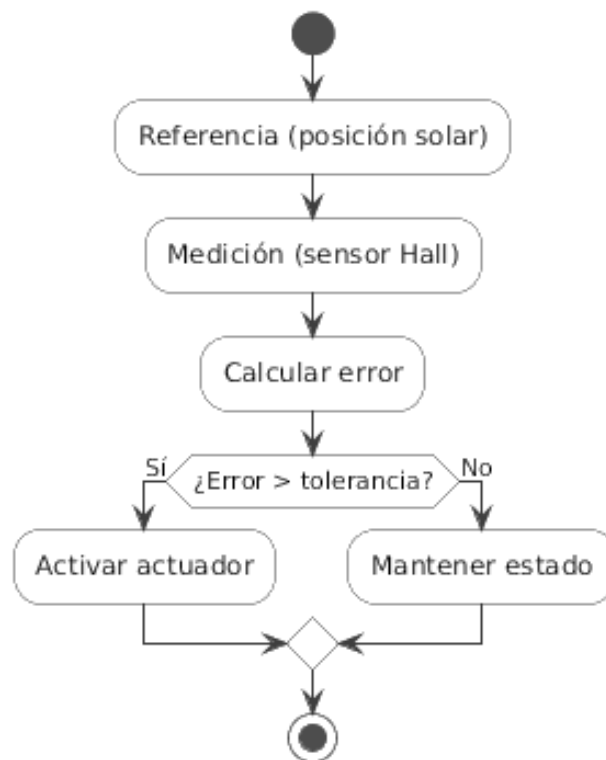 Referencia (posición solar)
Medición (sensor Hall)
Calcular error
Sí
¿Error > tolerancia?
No
Activar actuador
Mantener estado